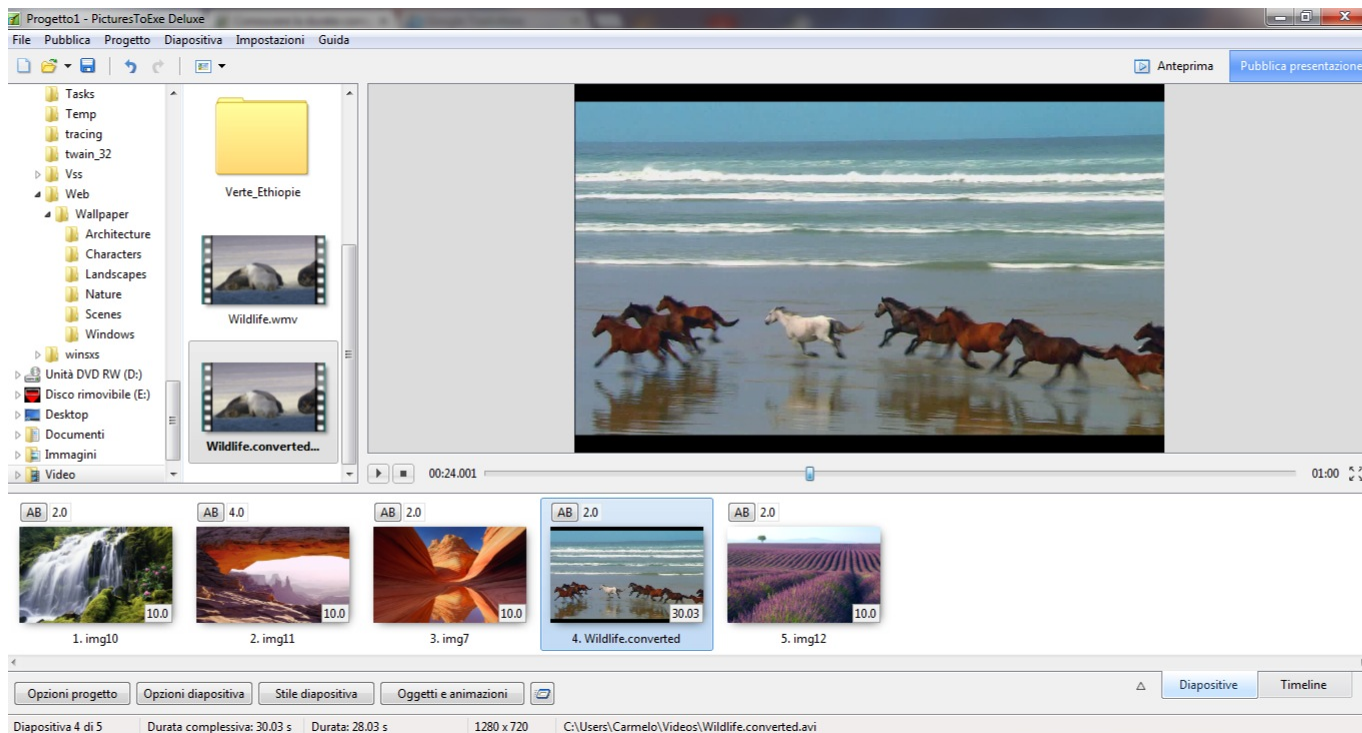 Progetto1 - PicturesToExe Deluxe
File Pubblica Progetto Diapositiva Impostazioni Guida
Anteprima Pubblica presentazione
Tasks
Temp
tracing
twain_32
Vss
Web
Wallpaper
Architecture
Characters
Landscapes
Nature
Scenes
Windows
winsxs
Unità DVD RW (D:)
Disco rimovibile (E:)
Desktop
Documenti
Immagini
Video
Verte_Ethiopie
Wildlife.wmv
Wildlife.converted...
00:24.001 01:00
AB 2.0 AB 4.0 AB 2.0 AB 2.0 AB 2.0
10.0 10.0 10.0 30.03 10.0
1. img10 2. img11 3. img7 4. Wildlife.converted 5. img12
Opzioni progetto Opzioni diapositiva Stile diapositiva Oggetti e animazioni Diapositive Timeline
Diapositiva 4 di 5 Durata complessiva: 30.03 s Durata: 28.03 s 1280 x 720 C:\Users\Carmelo\Videos\Wildlife.converted.avi